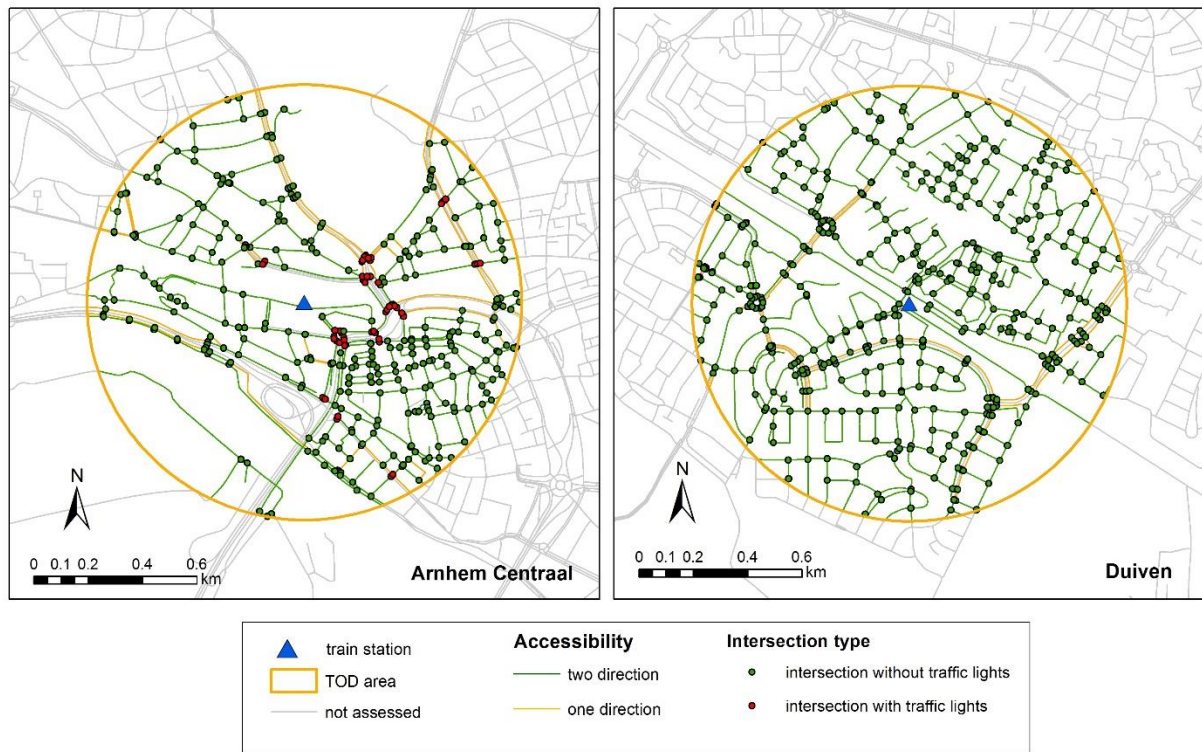 N
0 0.1 0.2 0.4 0.6
km
Arnhem Centraal
N
0 0.1 0.2 0.4 0.6
km
Duiven
train station
TOD area
not assessed
Accessibility
two direction
one direction
Intersection type
intersection without traffic lights
intersection with traffic lights